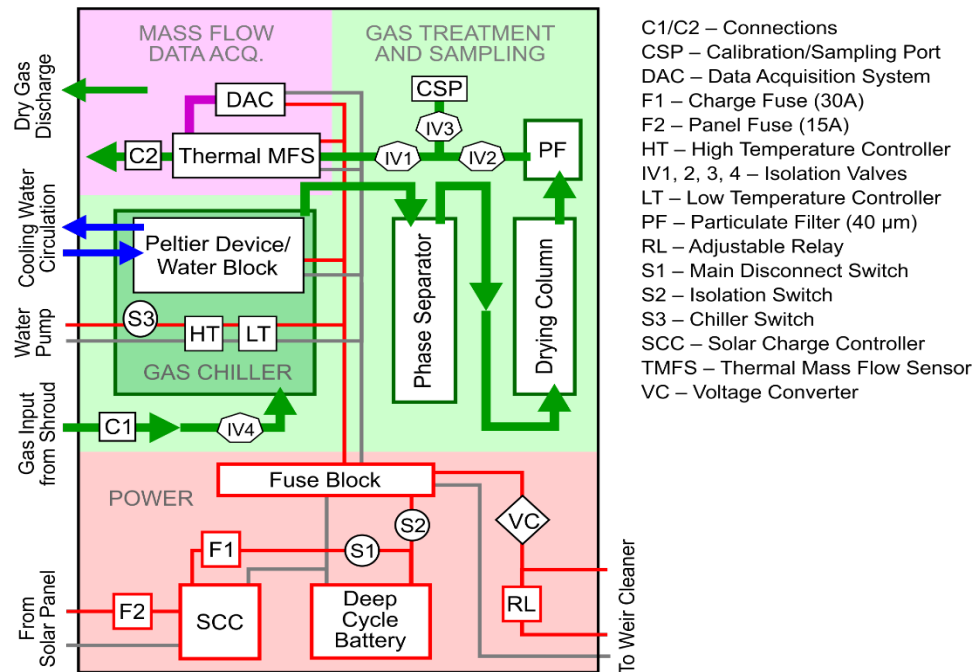 MASS FLOW
DATA ACQ.
GAS TREATMENT
AND SAMPLING
Dry Gas
Discharge
DAC
CSP
IV3
C2
Thermal MFS
IV1
IV2
PF
Cooling Water
Circulation
Peltier Device/
Water Block
Phase Separator
Drying Column
Water
Pump
S3
HT
LT
GAS CHILLER
Gas Input
from Shroud
C1
IV4
POWER
Fuse Block
S2
VC
F1
S1
From
Solar Panel
F2
SCC
Deep
Cycle
Battery
RL
To Weir Cleaner
C1/C2 – Connections
CSP – Calibration/Sampling Port
DAC – Data Acquisition System
F1 – Charge Fuse (30A)
F2 – Panel Fuse (15A)
HT – High Temperature Controller
IV1, 2, 3, 4 – Isolation Valves
LT – Low Temperature Controller
PF – Particulate Filter (40 μm)
RL – Adjustable Relay
S1 – Main Disconnect Switch
S2 – Isolation Switch
S3 – Chiller Switch
SCC – Solar Charge Controller
TMFS – Thermal Mass Flow Sensor
VC – Voltage Converter